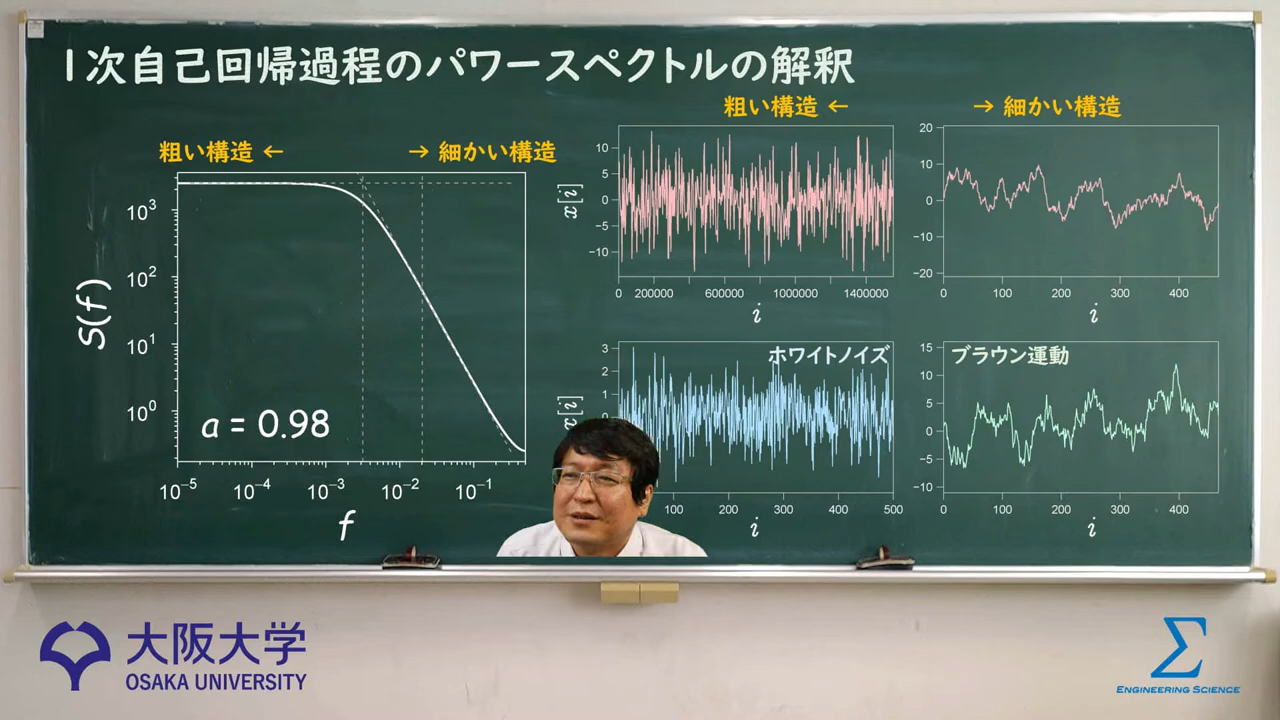 1次自己回帰過程のパワースペクトルの解釈
粗い構造 ←
→ 細かい構造
S(f)
10³
10²
10¹
10⁰
a = 0.98
10⁻⁵
10⁻⁴
10⁻³
10⁻²
10⁻¹
f
粗い構造 ←
x[i]
10
5
0
−5
−10
0
200000
600000
1000000
1400000
i
→ 細かい構造
20
10
0
−10
−20
0
100
200
300
400
i
ホワイトノイズ
x[i]
3
2
1
0
100
200
300
400
500
i
ブラウン運動
15
10
5
0
−5
−10
0
100
200
300
400
i
大阪大学
OSAKA UNIVERSITY
Σ
ENGINEERING SCIENCE